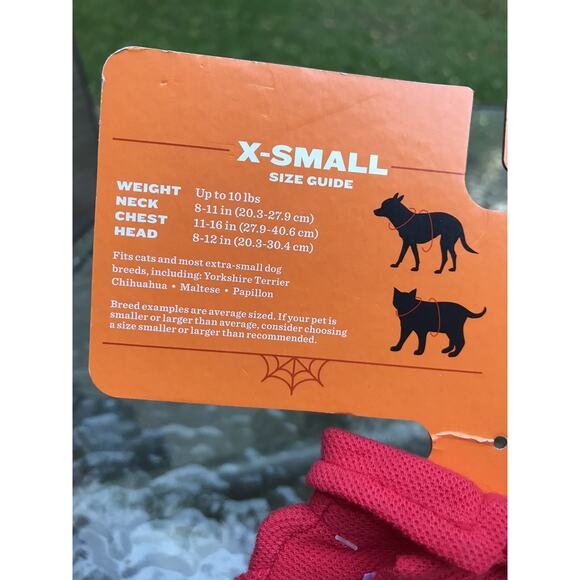 X-SMALL
SIZE GUIDE
WEIGHT Up to 10 lbs
NECK 8-11 in (20.3-27.9 cm)
CHEST 11-16 in (27.9-40.6 cm)
HEAD 8-12 in (20.3-30.4 cm)
Fits cats and most extra-small dog
breeds, including: Yorkshire Terrier
Chihuahua • Maltese • Papillon
Breed examples are average sized. If your pet is
smaller or larger than average, consider choosing
a size smaller or larger than recommended.